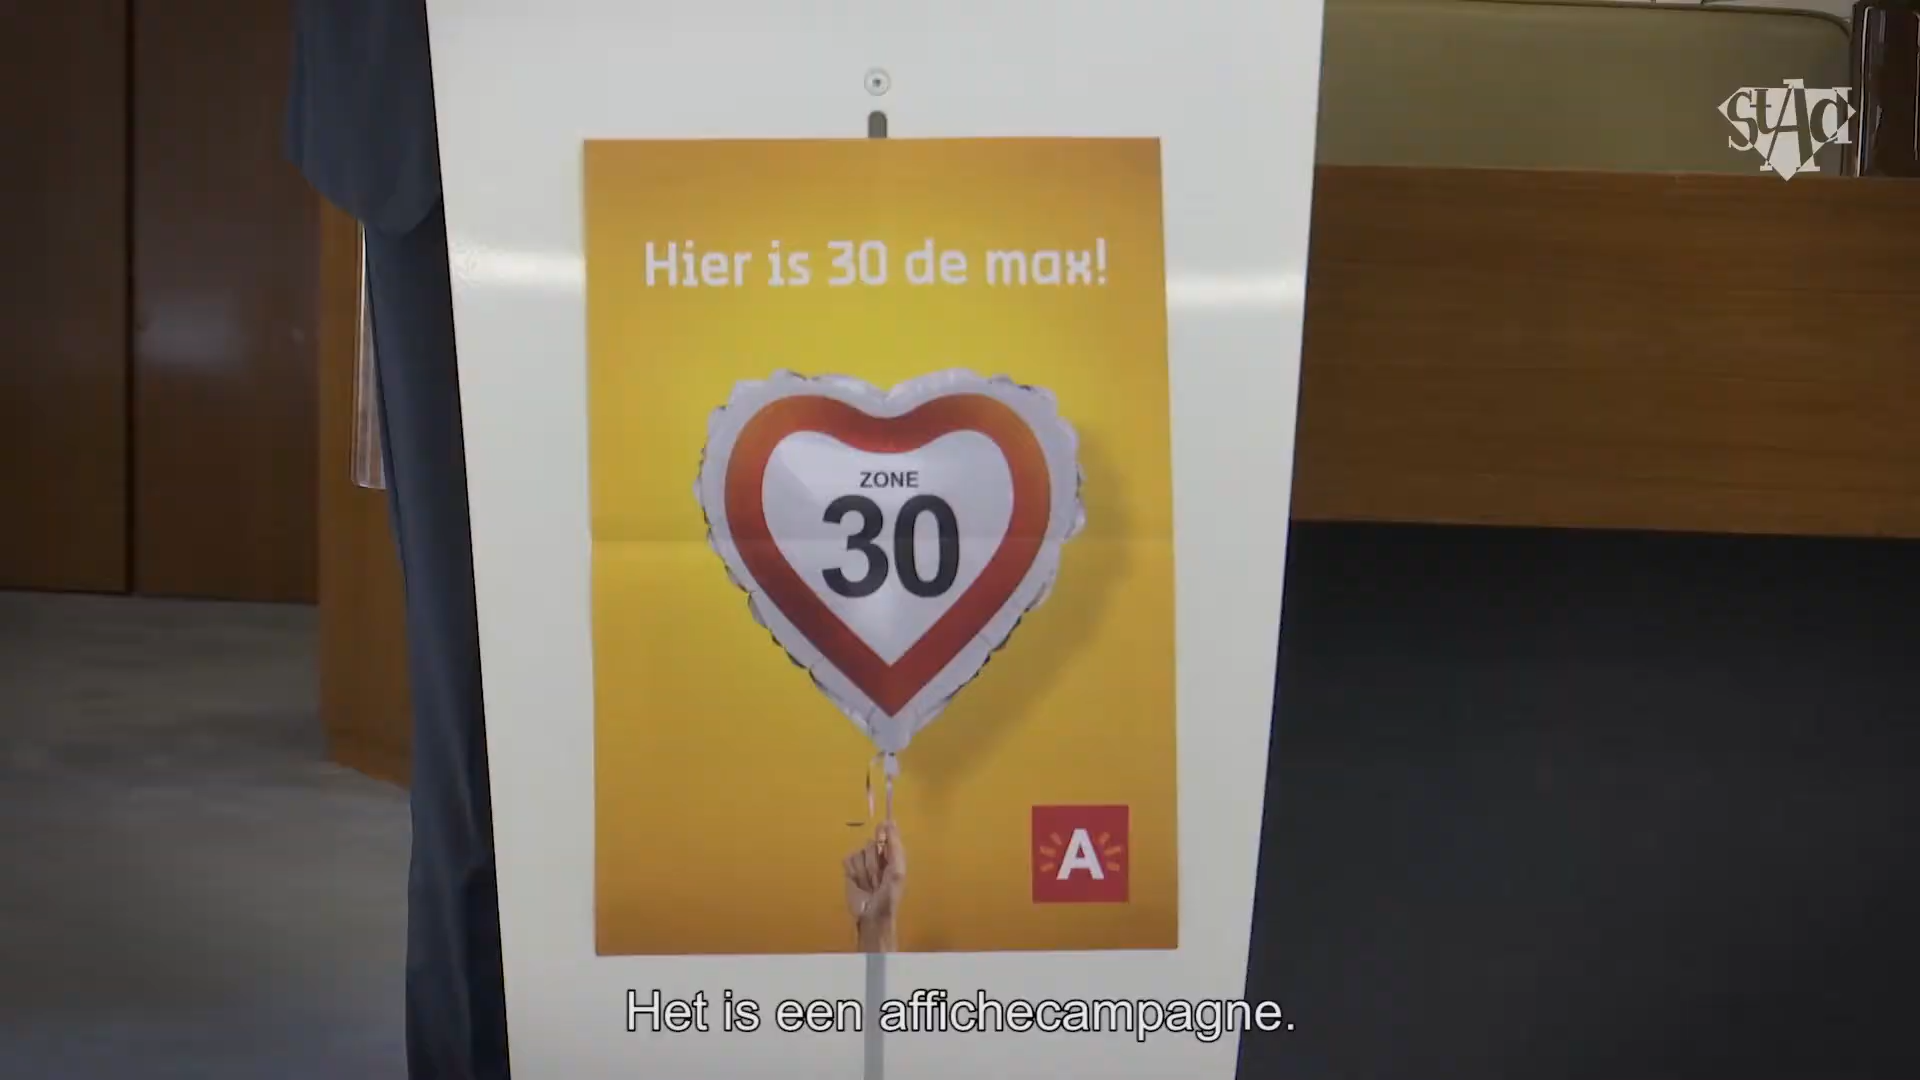 stAd
Hier is 30 de max!
ZONE
30
A
Het is een affichecampagne.